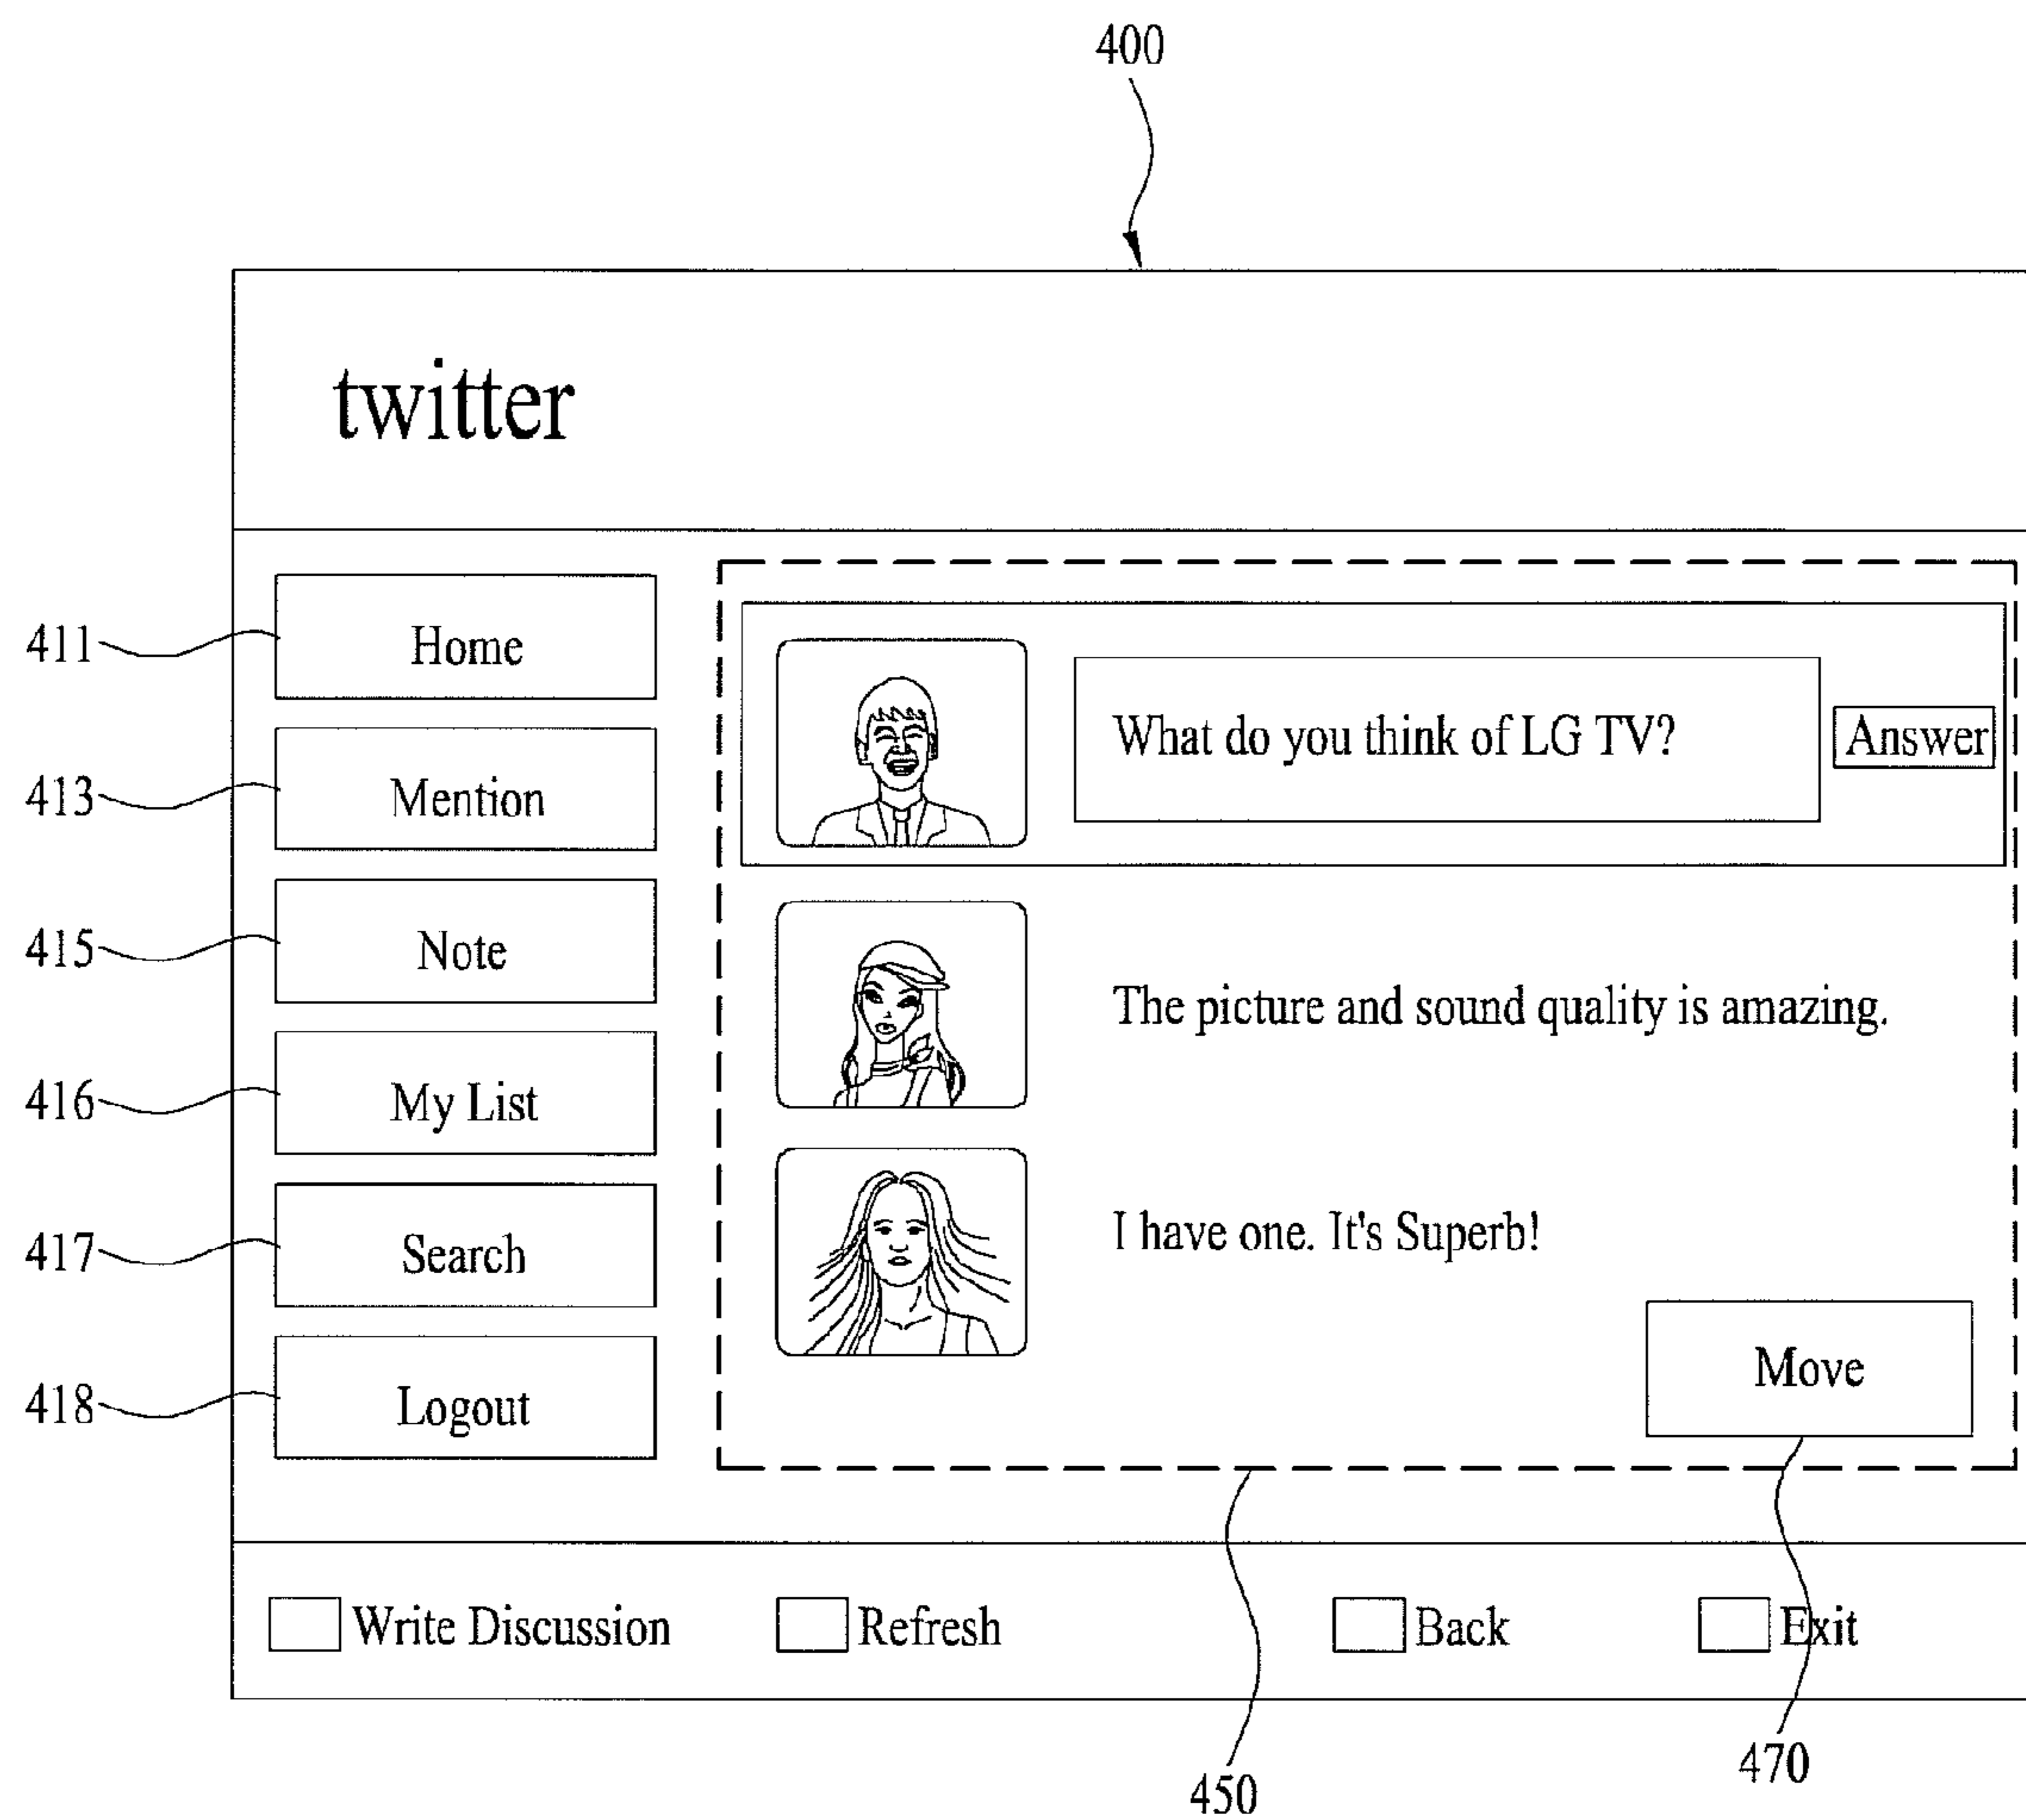 400
twitter
411
Home
What do you think of LG TV?
Answer
413
Mention
415
Note
The picture and sound quality is amazing.
416
My List
417
Search
I have one. It's Superb!
418
Logout
Move
Write Discussion
Refresh
Back
Exit
450
470